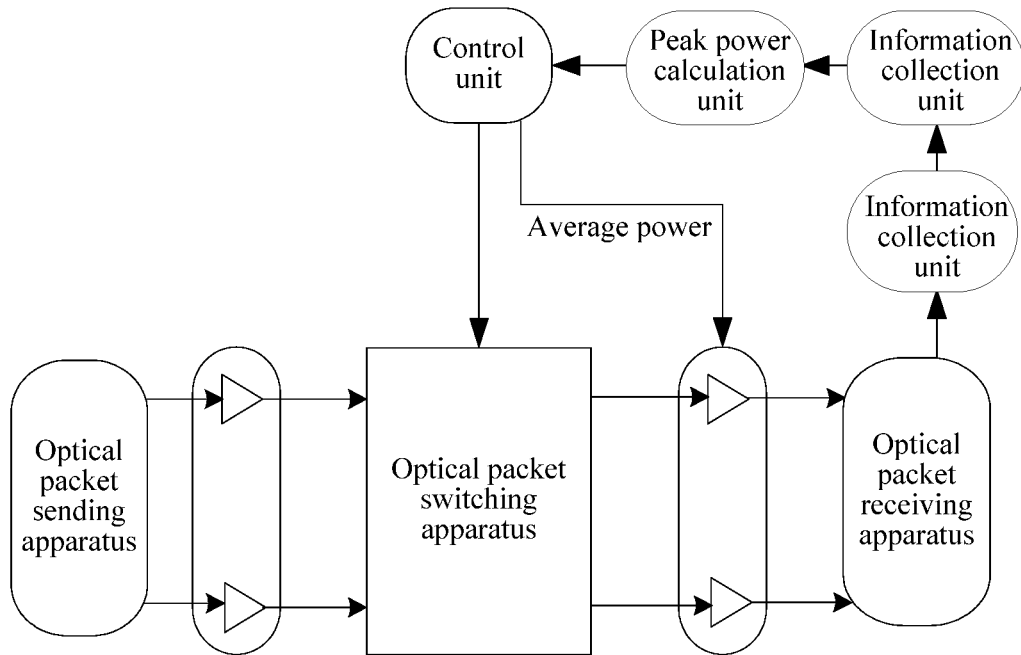 Control
unit
Peak power
calculation
unit
Information
collection
unit
Information
collection
unit
Average power
Optical
packet
sending
apparatus
Optical packet
switching
apparatus
Optical
packet
receiving
apparatus